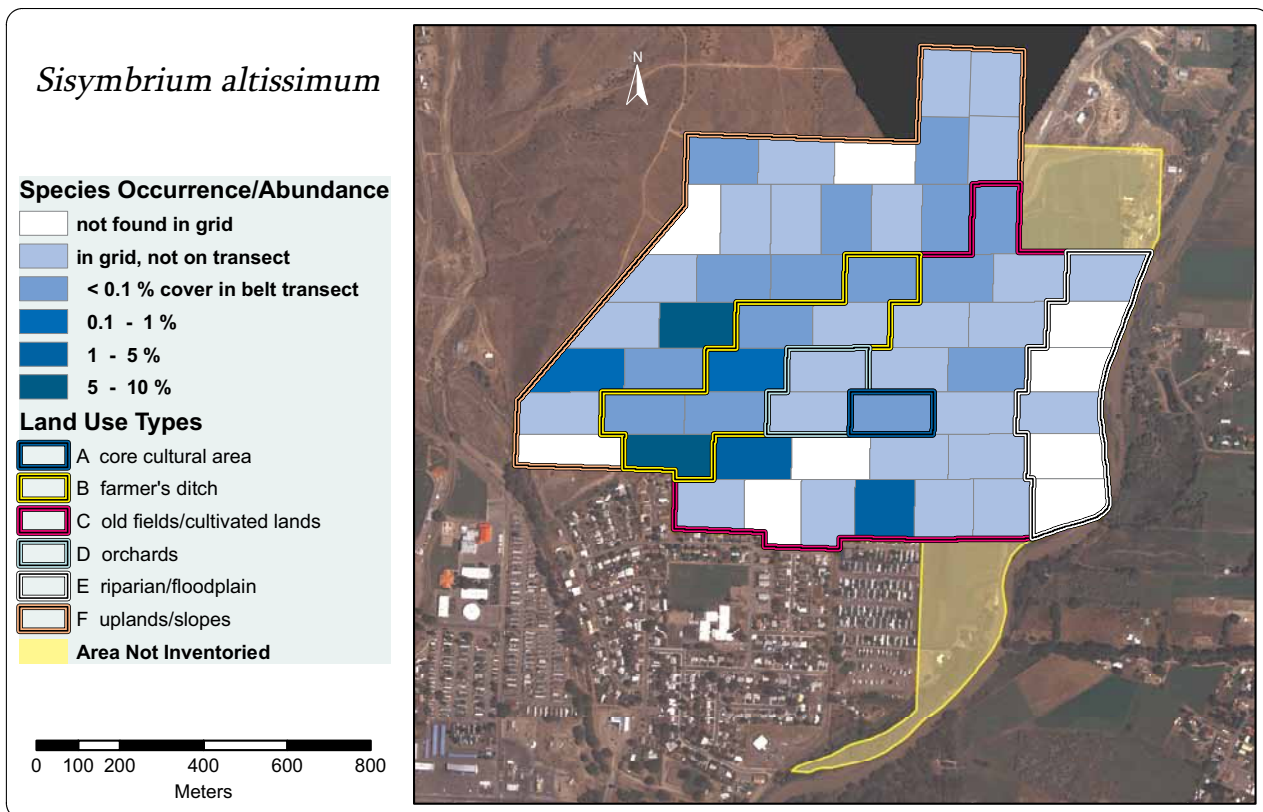 Sisymbrium altissimum
Species Occurrence/Abundance
not found in grid
in grid, not on transect
< 0.1 % cover in belt transect
0.1 - 1 %
1 - 5 %
5 - 10 %
Land Use Types
A core cultural area
B farmer's ditch
C old fields/cultivated lands
D orchards
E riparian/floodplain
F uplands/slopes
Area Not Inventoried
0 100 200 400 600 800
Meters
N